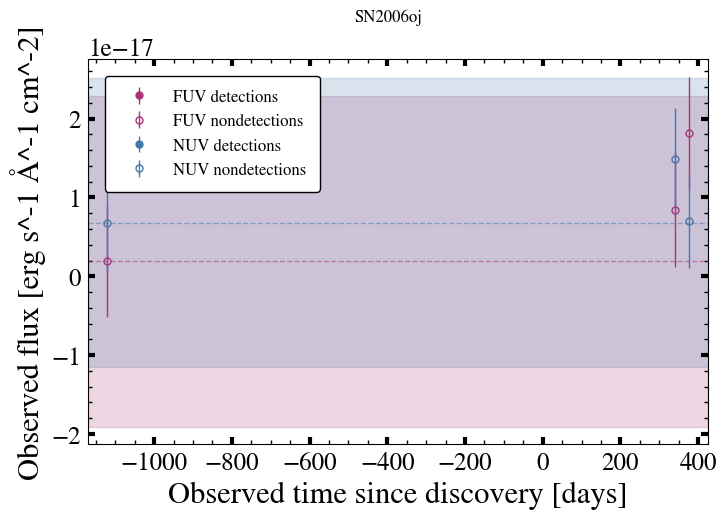 SN2006oj
1e−17
FUV detections
FUV nondetections
NUV detections
NUV nondetections
2
1
0
−1
−2
Observed flux [erg s^-1 Å^-1 cm^-2]
−1000 −800 −600 −400 −200 0 200 400
Observed time since discovery [days]